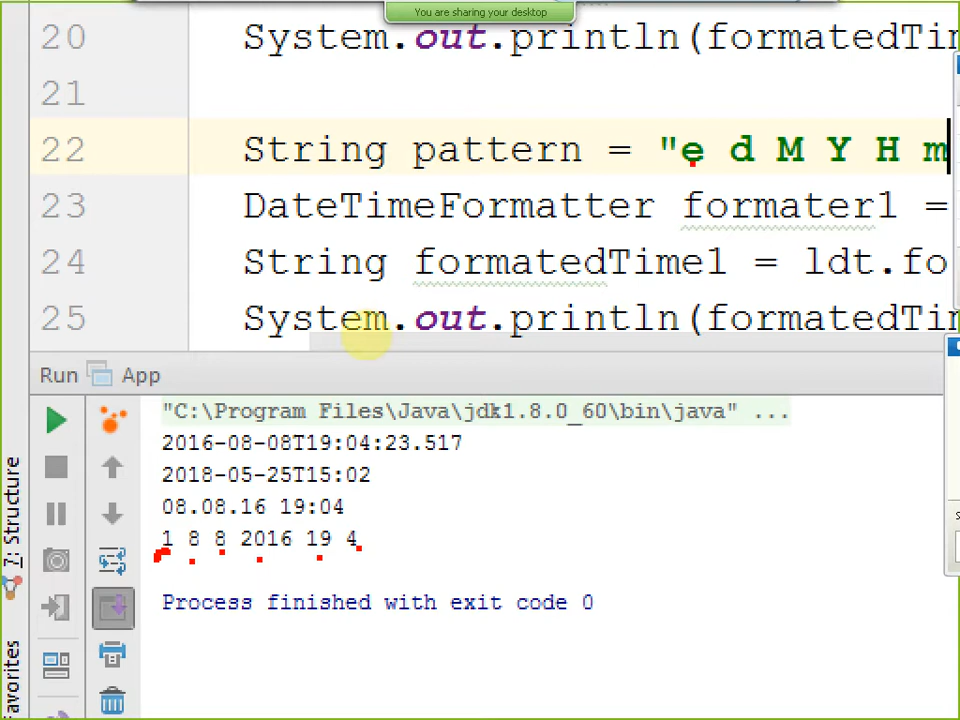 You are sharing your desktop
20 System.out.println(formatedTim
21
22 String pattern = "e d M Y H m
23 DateTimeFormatter formater1 =
24 String formatedTime1 = ldt.fo
25 System.out.println(formatedTim
Run App
"C:\Program Files\Java\jdk1.8.0_60\bin\java" ...
2016-08-08T19:04:23.517
2018-05-25T15:02
08.08.16 19:04
1 8 8 2016 19 4
Process finished with exit code 0
7: Structure
avorites